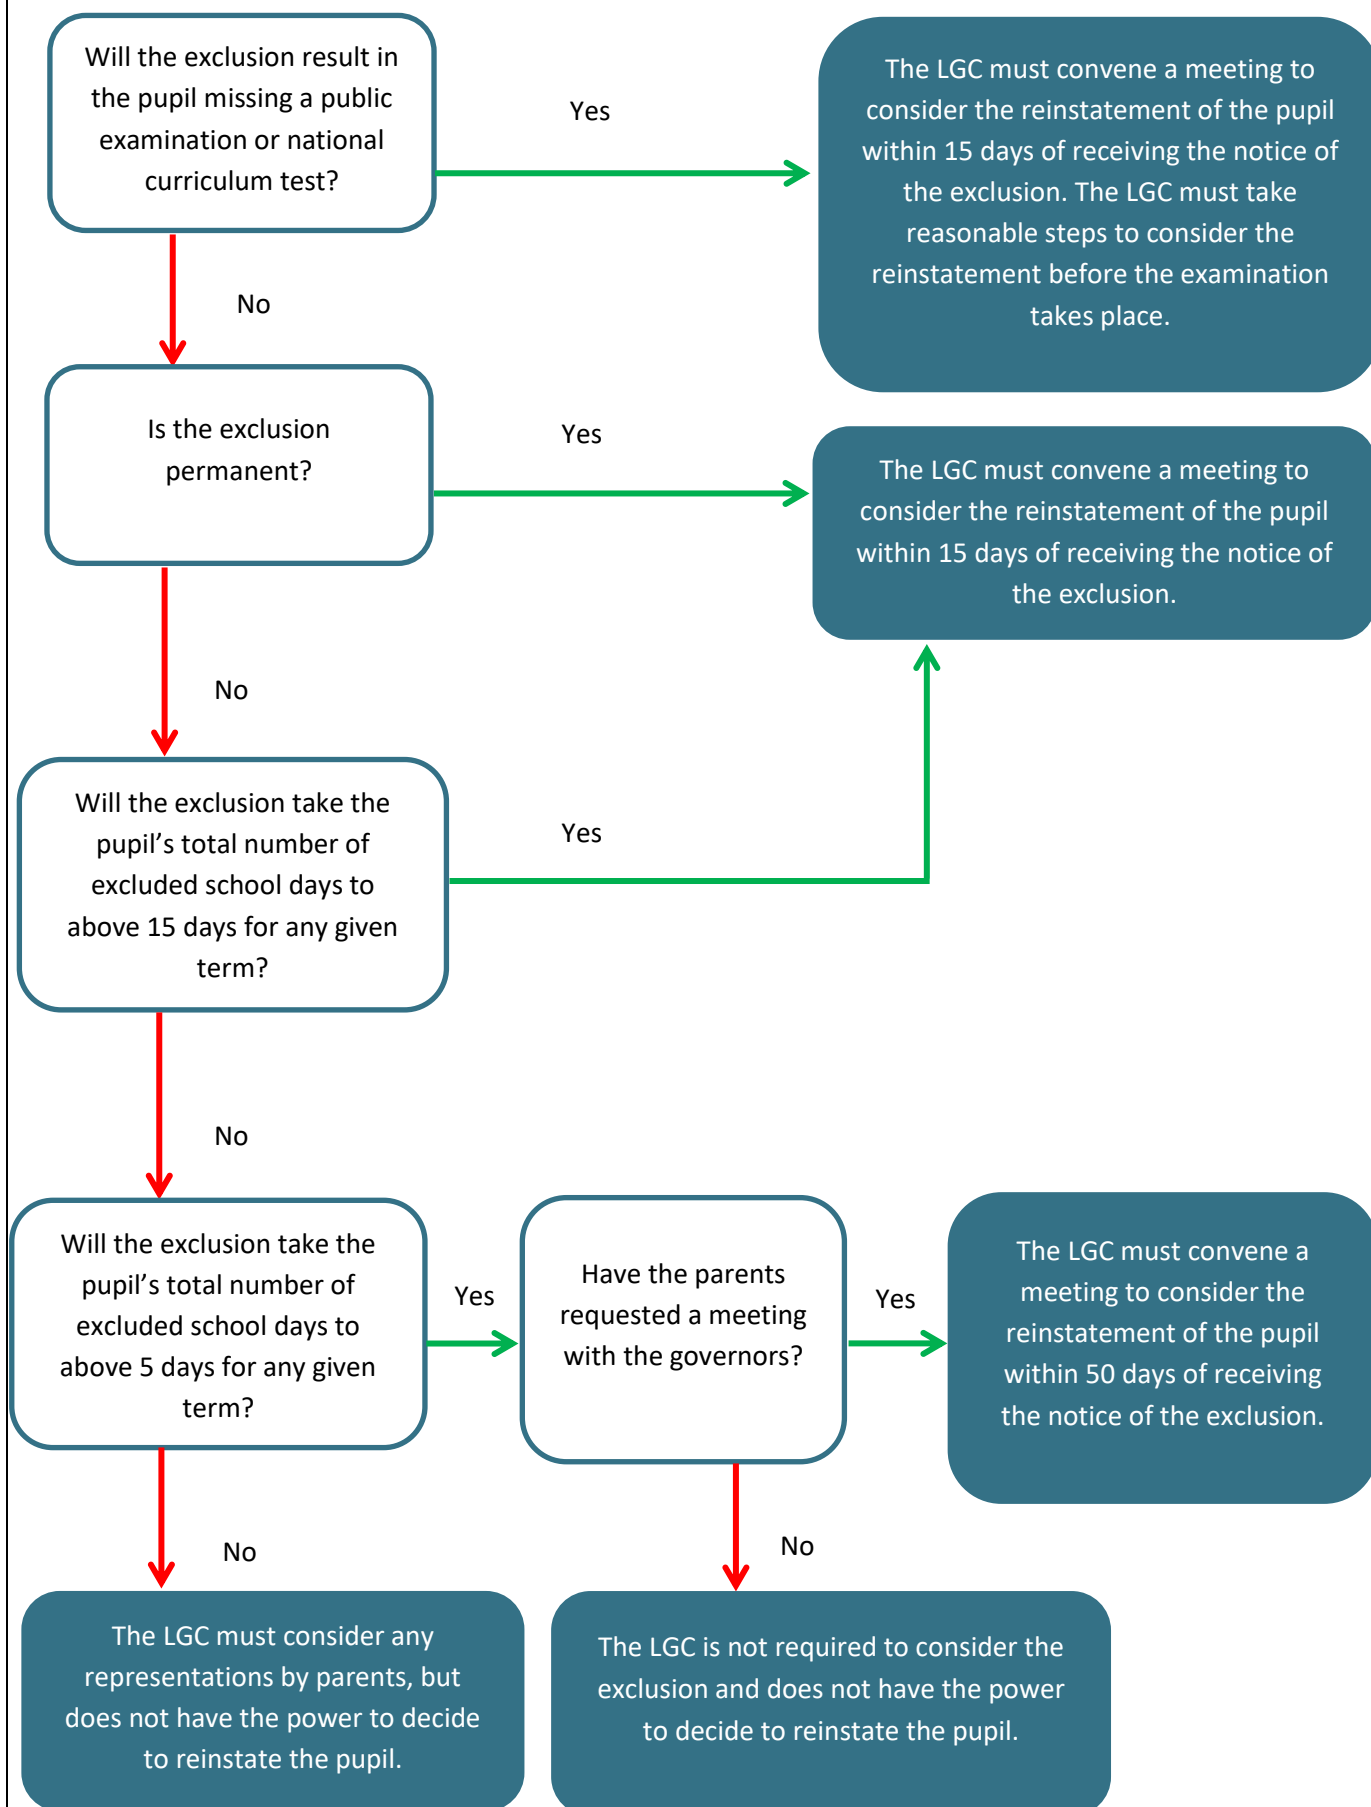 Will the exclusion result in
the pupil missing a public
examination or national
curriculum test?
Yes
The LGC must convene a meeting to
consider the reinstatement of the pupil
within 15 days of receiving the notice of
the exclusion. The LGC must take
reasonable steps to consider the
reinstatement before the examination
takes place.
No
Is the exclusion
permanent?
Yes
The LGC must convene a meeting to
consider the reinstatement of the pupil
within 15 days of receiving the notice of
the exclusion.
No
Will the exclusion take the
pupil’s total number of
excluded school days to
above 15 days for any given
term?
Yes
No
Will the exclusion take the
pupil’s total number of
excluded school days to
above 5 days for any given
term?
Yes
Have the parents
requested a meeting
with the governors?
Yes
The LGC must convene a
meeting to consider the
reinstatement of the pupil
within 50 days of receiving
the notice of the exclusion.
No
No
The LGC must consider any
representations by parents, but
does not have the power to decide
to reinstate the pupil.
The LGC is not required to consider the
exclusion and does not have the power
to decide to reinstate the pupil.